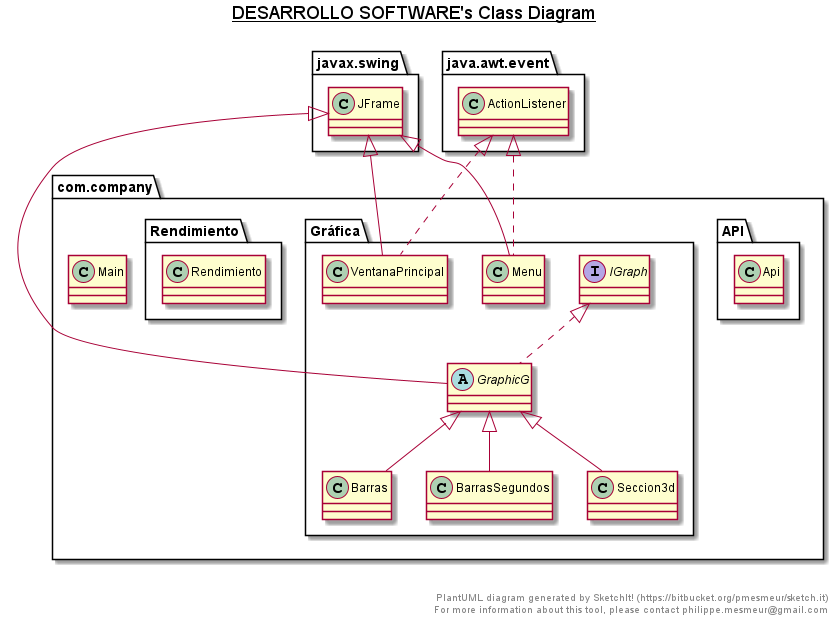 DESARROLLO SOFTWARE's Class Diagram
javax.swing
java.awt.event
C JFrame
C ActionListener
com.company
Rendimiento
Gráfica
API
C Main
C Rendimiento
C VentanaPrincipal
C Menu
I IGraph
C Api
A GraphicG
C Barras
C BarrasSegundos
C Seccion3d
PlantUML diagram generated by SketchIt! (https://bitbucket.org/pmesmeur/sketch.it)
For more information about this tool, please contact philippe.mesmeur@gmail.com